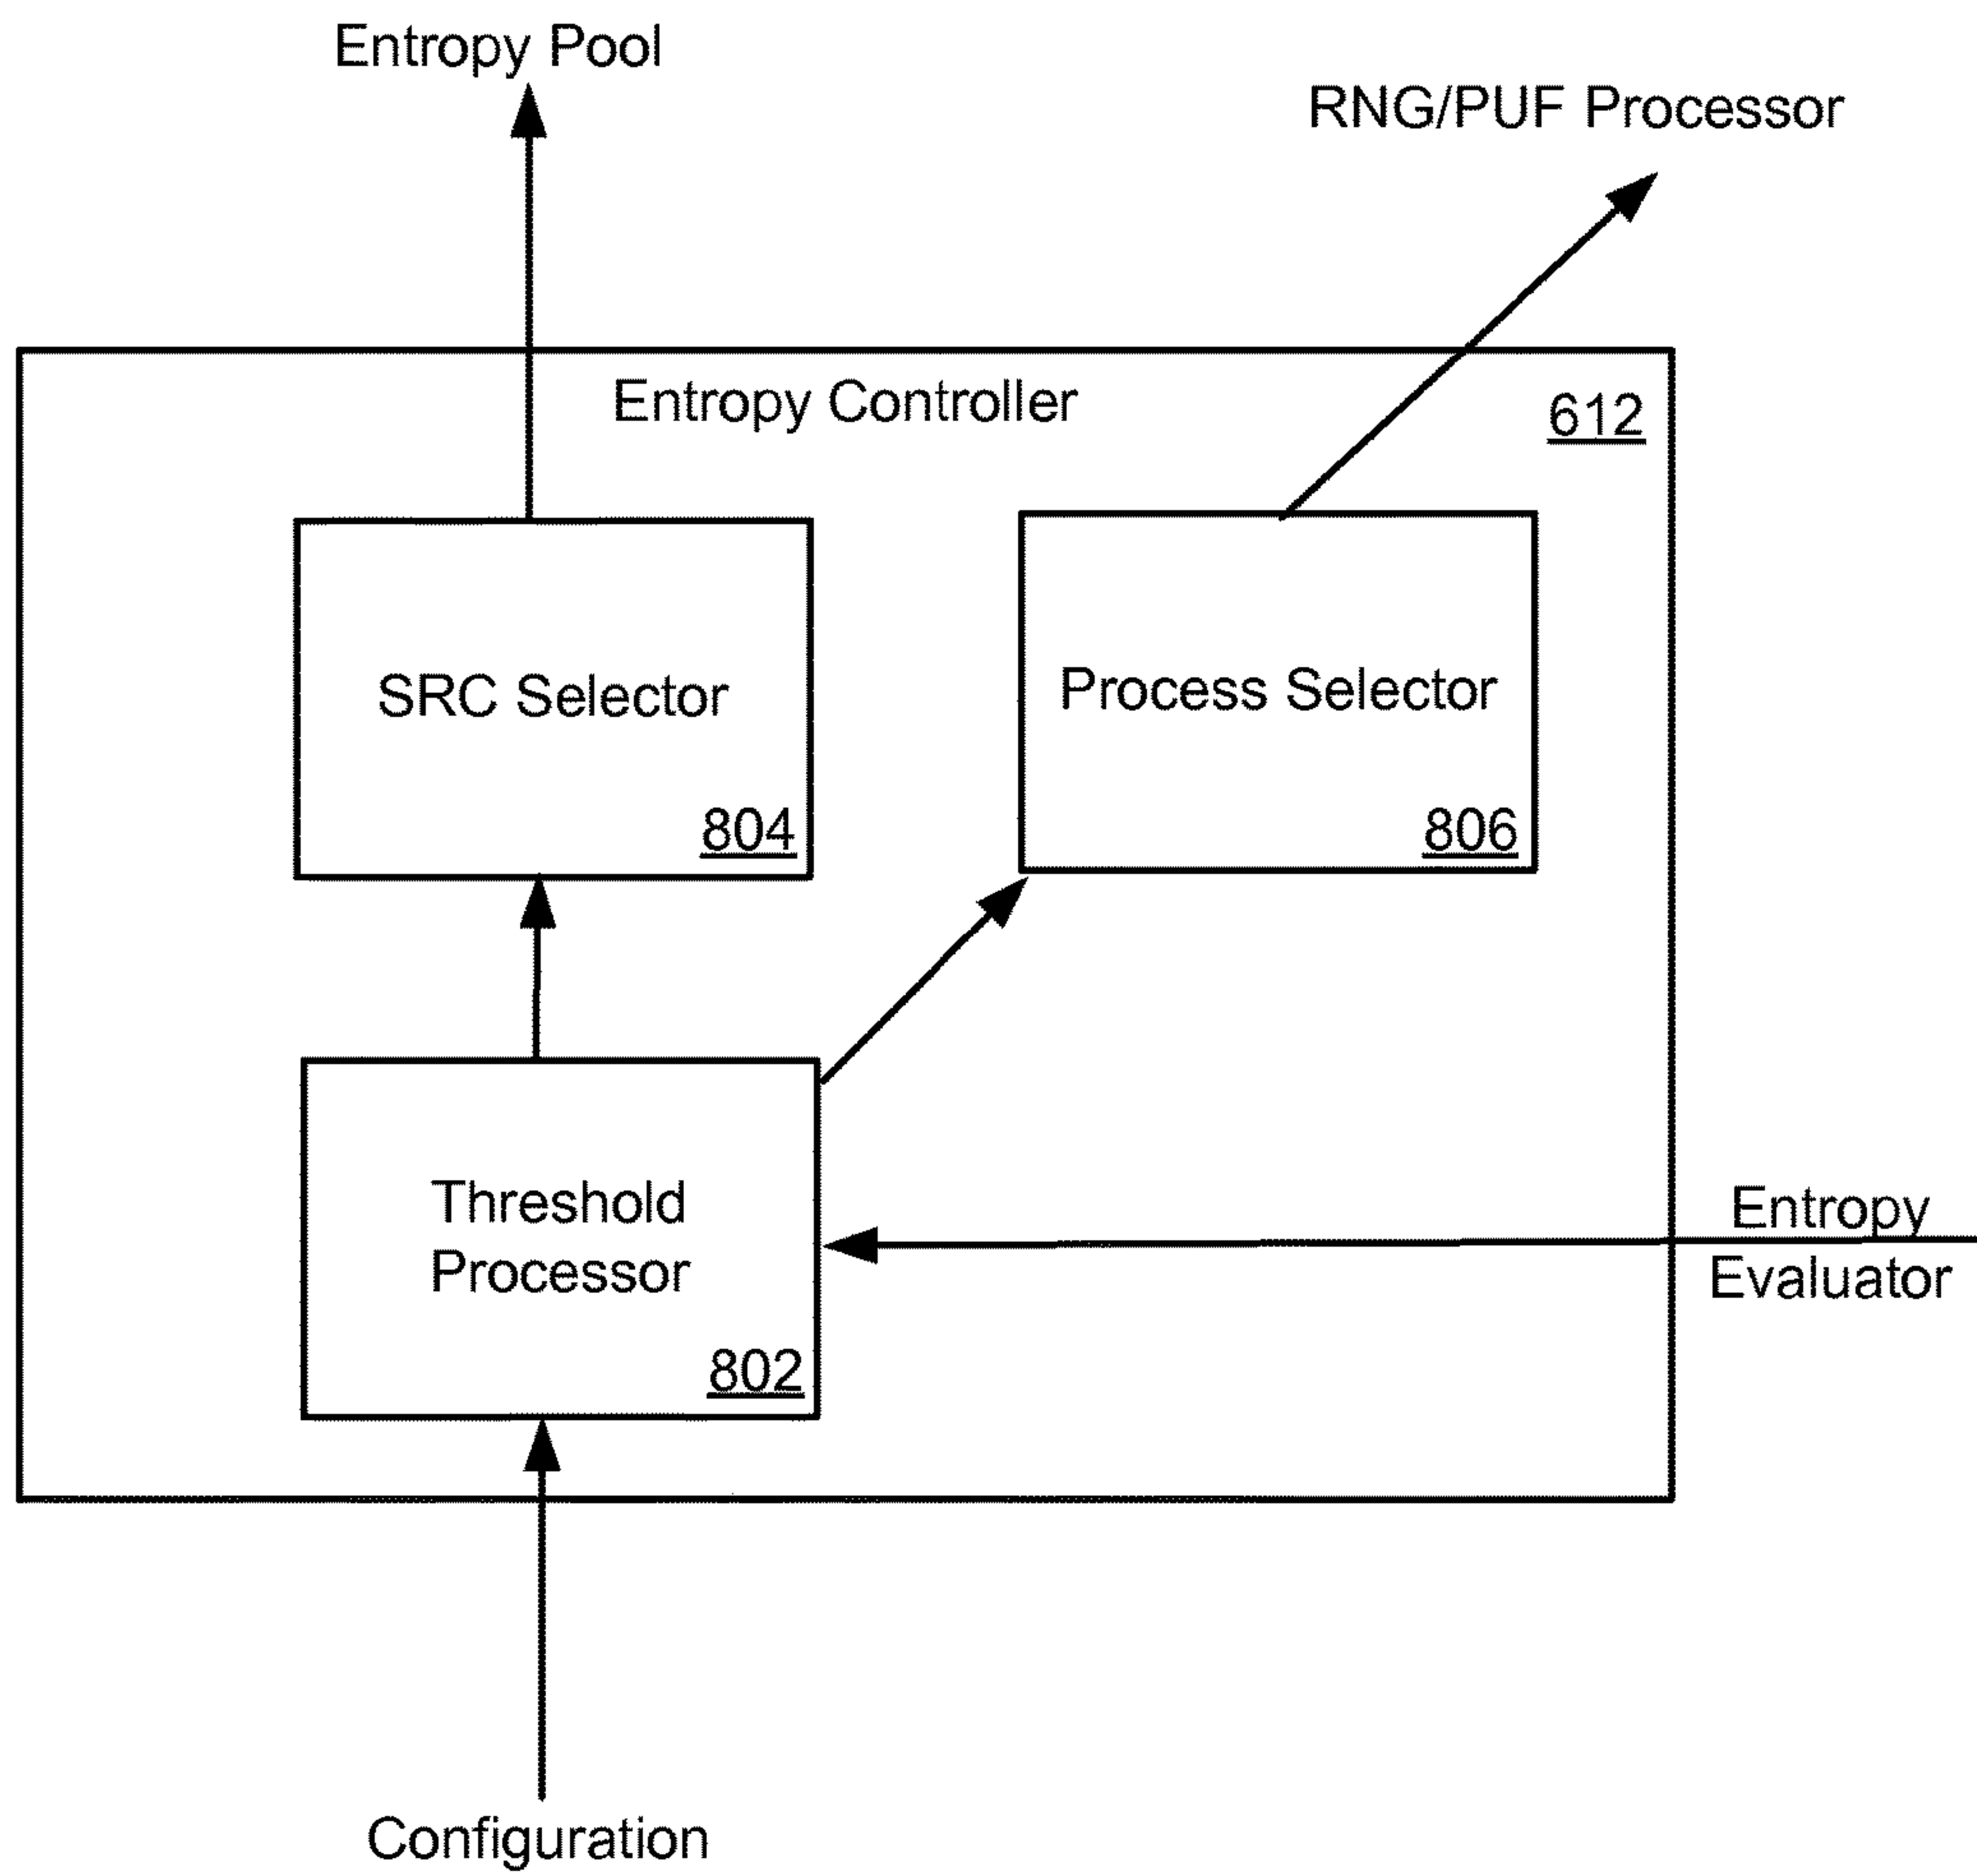 Entropy Pool
RNG/PUF Processor
Entropy Controller
612
SRC Selector
804
Process Selector
806
Threshold
Processor
802
Entropy
Evaluator
Configuration